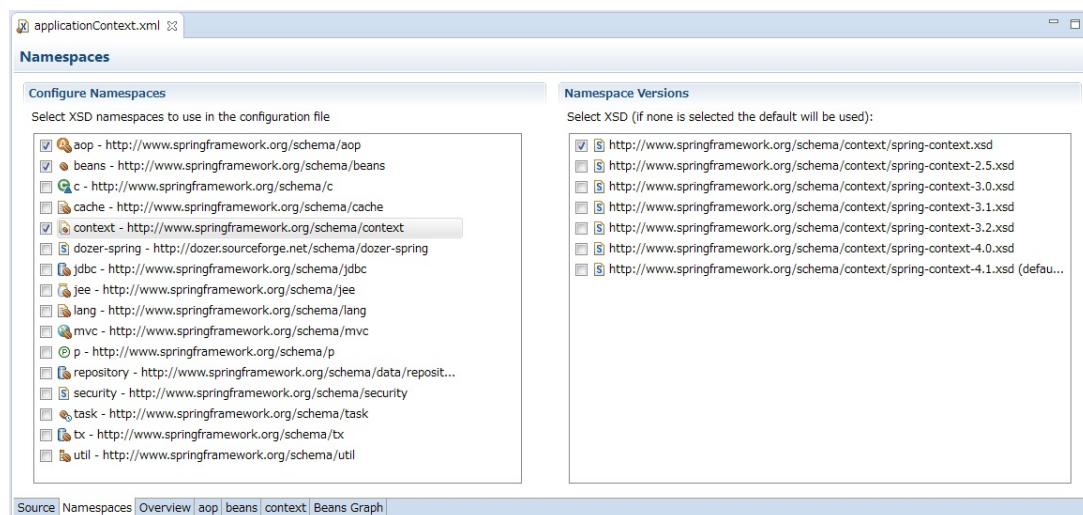 applicationContext.xml
Namespaces
Configure Namespaces
Select XSD namespaces to use in the configuration file
aop - http://www.springframework.org/schema/aop
beans - http://www.springframework.org/schema/beans
c - http://www.springframework.org/schema/c
cache - http://www.springframework.org/schema/cache
context - http://www.springframework.org/schema/context
dozer-spring - http://dozer.sourceforge.net/schema/dozer-spring
jdbc - http://www.springframework.org/schema/jdbc
jee - http://www.springframework.org/schema/jee
lang - http://www.springframework.org/schema/lang
mvc - http://www.springframework.org/schema/mvc
p - http://www.springframework.org/schema/p
repository - http://www.springframework.org/schema/data/reposit...
security - http://www.springframework.org/schema/security
task - http://www.springframework.org/schema/task
tx - http://www.springframework.org/schema/tx
util - http://www.springframework.org/schema/util
Namespace Versions
Select XSD (if none is selected the default will be used):
http://www.springframework.org/schema/context/spring-context.xsd
http://www.springframework.org/schema/context/spring-context-2.5.xsd
http://www.springframework.org/schema/context/spring-context-3.0.xsd
http://www.springframework.org/schema/context/spring-context-3.1.xsd
http://www.springframework.org/schema/context/spring-context-3.2.xsd
http://www.springframework.org/schema/context/spring-context-4.0.xsd
http://www.springframework.org/schema/context/spring-context-4.1.xsd (defau...
Source Namespaces Overview aop beans context Beans Graph